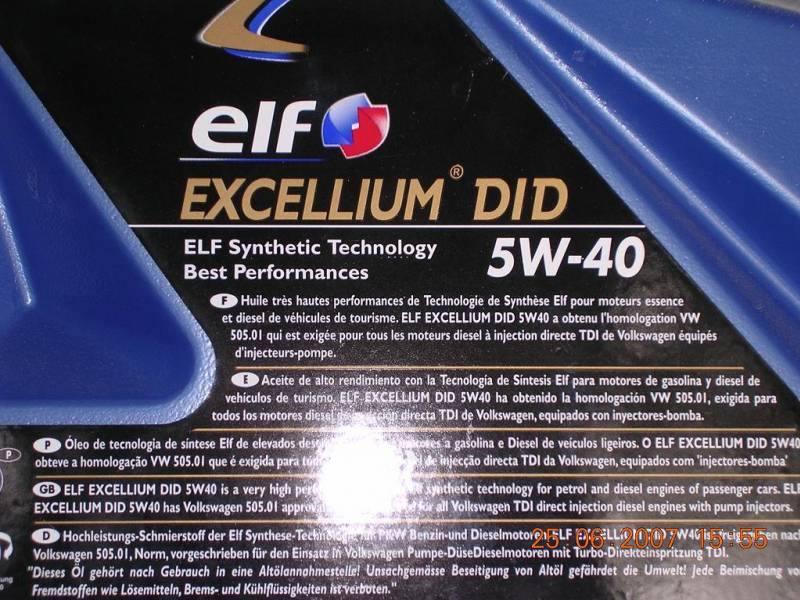 elf
EXCELLIUM® DID
ELF Synthetic Technology
Best Performances
5W-40
F Huile très hautes performances de Technologie de Synthèse Elf pour moteurs essence
et diesel de véhicules de tourisme. ELF EXCELLIUM DID 5W40 a obtenu l'homologation VW
505.01 qui est exigée pour tous les moteurs diesel à injection directe TDI de Volkswagen équipés
d'injecteurs-pompe.
E Aceite de alto rendimiento con la Tecnología de Síntesis Elf para motores de gasolina y diesel de
vehículos de turismo. ELF EXCELLIUM DID 5W40 ha obtenido la homologación VW 505.01, exigida para
todos los motores diesel de inyección directa TDI de Volkswagen, equipados con inyectores-bomba.
P Óleo de tecnologia de síntese Elf de elevados a gasolina e Diesel de veículos ligeiros. O ELF EXCELLIUM DID 5W40
P
obteve a homologação VW 505.01 que é exigida para de injecção directa TDI da Volkswagen, equipados com 'injectores-bomba'
GB ELF EXCELLIUM DID 5W40 is a very high synthetic technology for petrol and diesel engines of passenger cars. ELF
EXCELLIUM DID 5W40 has Volkswagen 505.01 for all Volkswagen TDI direct injection diesel engines with pump injectors.
D Hochleistungs-Schmierstoff der Elf Synthese-Technologie für PKW Benzin-und Dieselmotoren. ELF EXCELLIUM DID
Volkswagen 505.01, Norm, vorgeschrieben für den Einsatz in Volkswagen Pumpe-DüseDieselmotoren mit Turbo-Direkteinspritzung TDI.
"Dieses Öl gehört nach Gebrauch in eine Altölannahmestelle! Unsachgemässe Beseitigung von Altöl gefährdet die Umwelt! Jede Beimischung von
Fremdstoffen wie Lösemitteln, Brems- und Kühlflüssigkeiten ist verboten."
25.06.2007 15:55